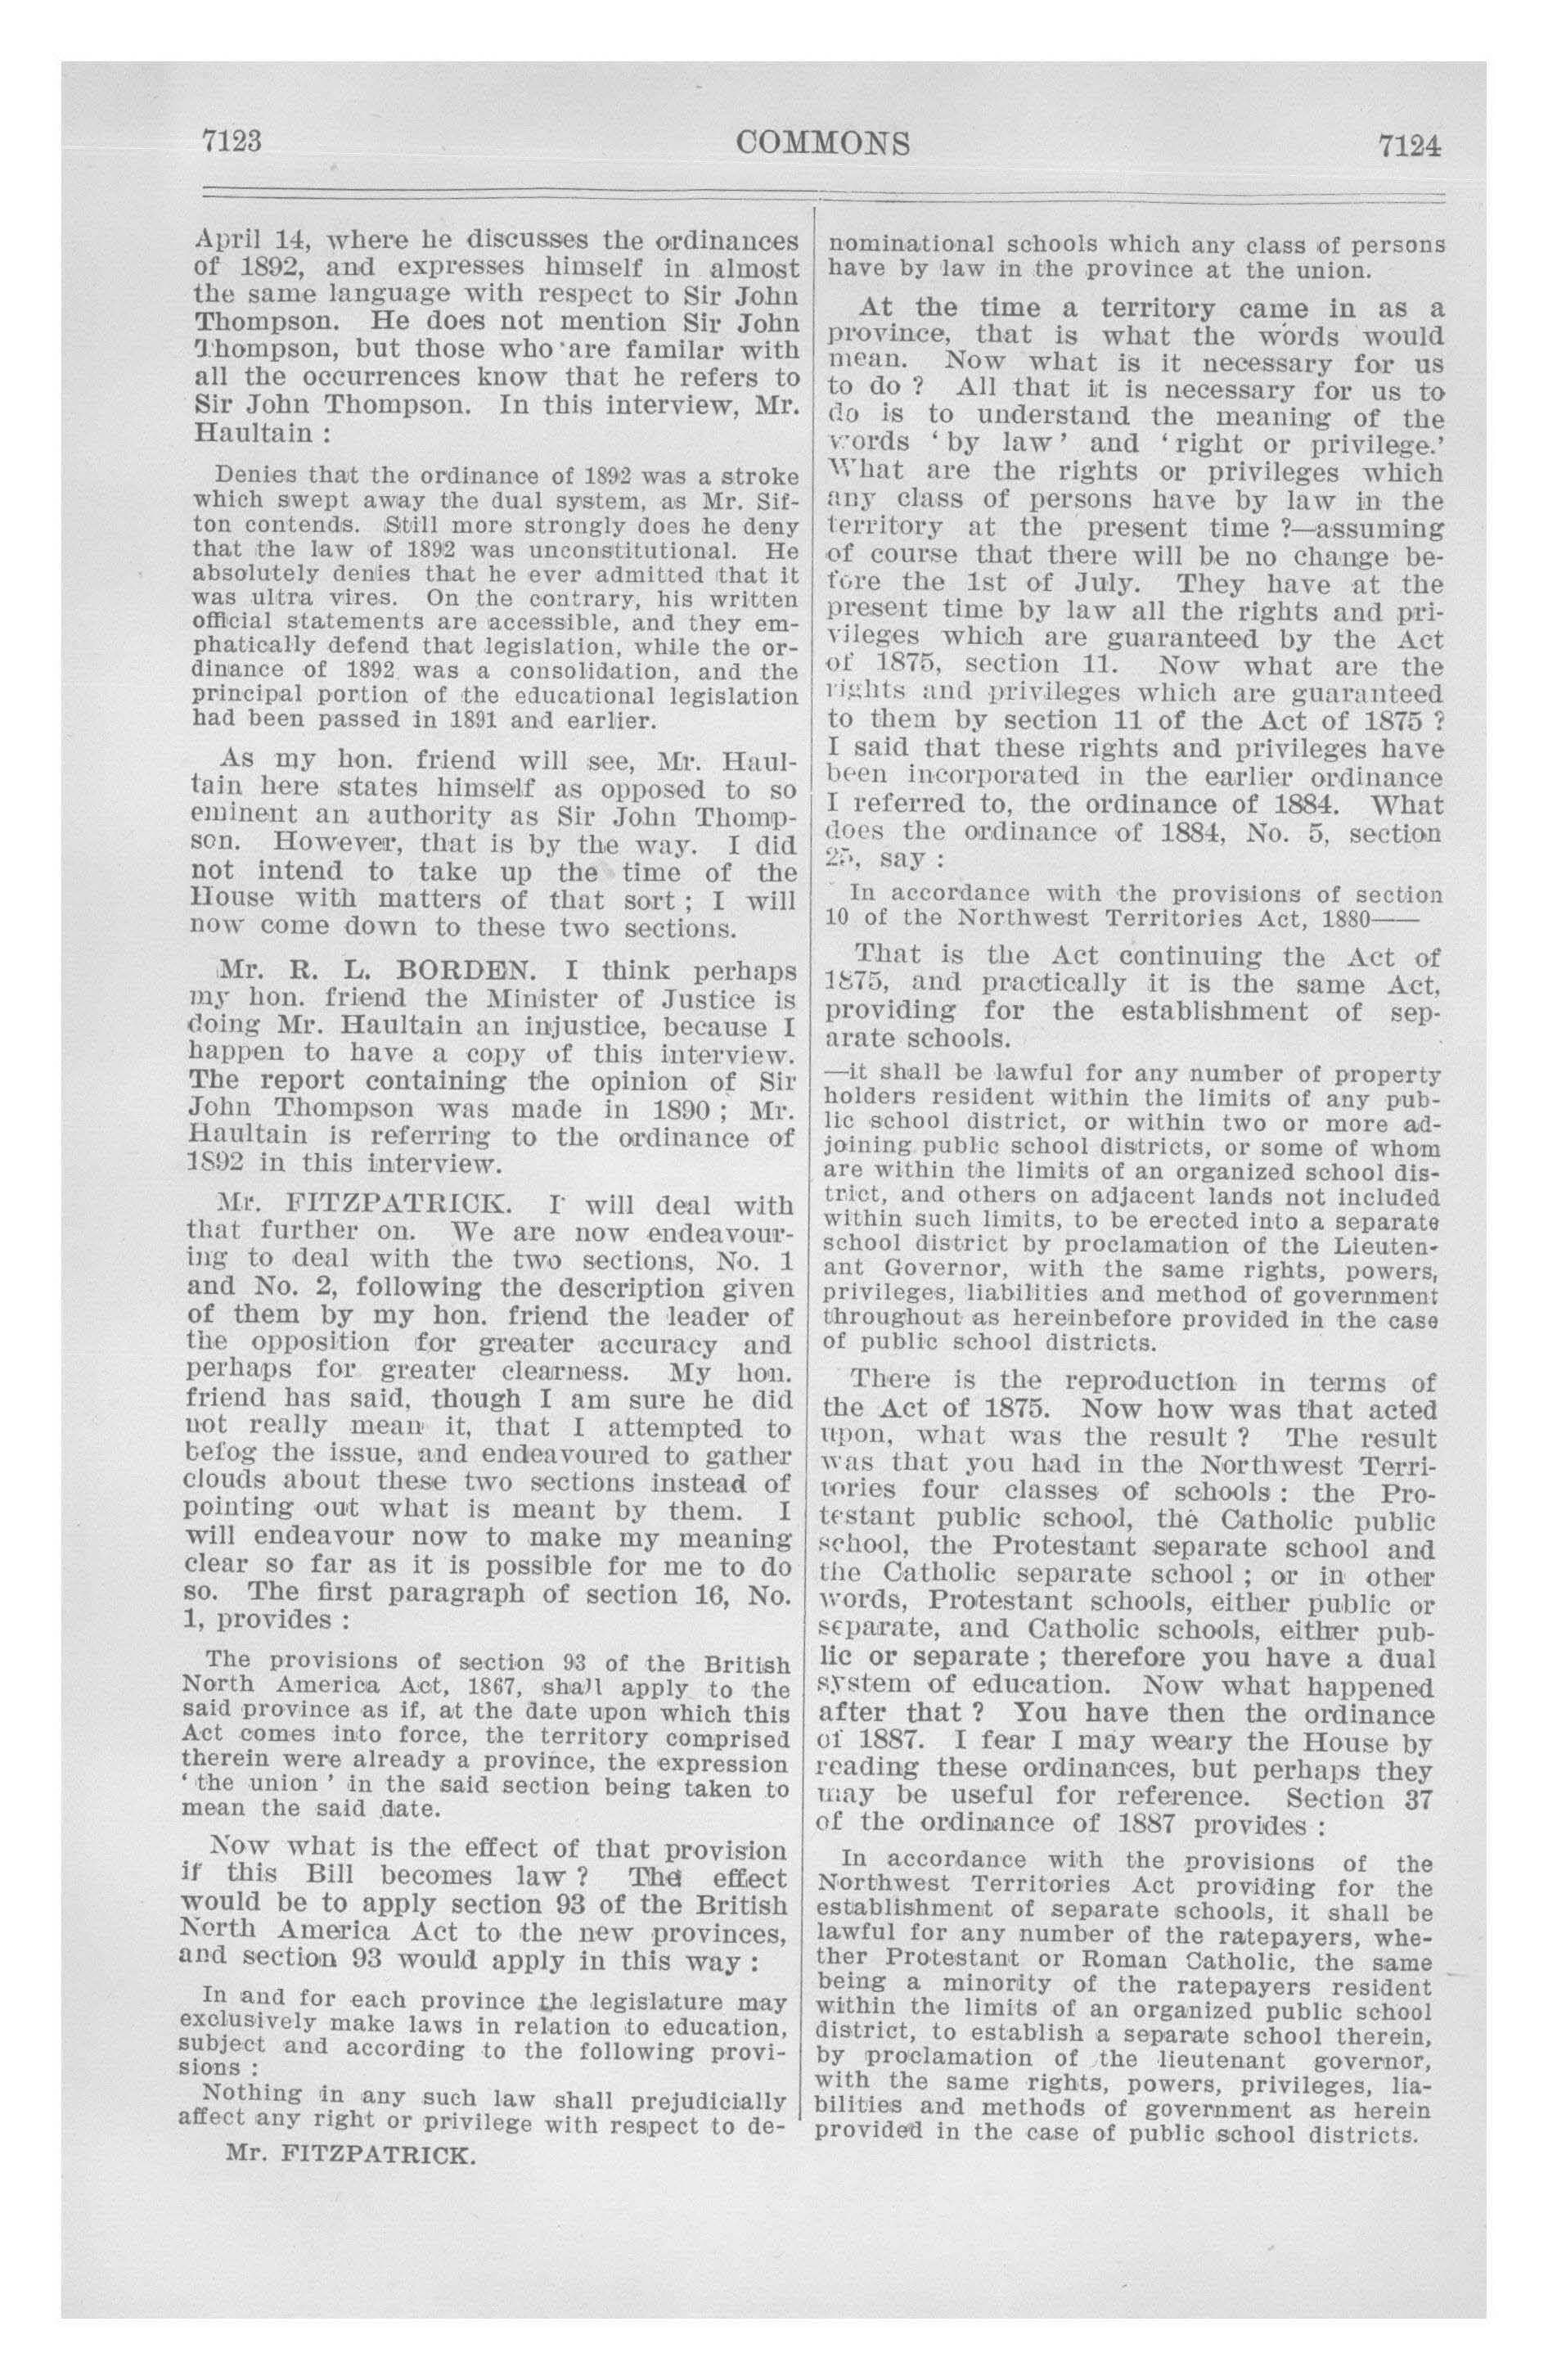 7123
COMMONS
7124
April 14, where he discusses the ordinances
of 1892, and expresses himself in almost
the same language with respect to Sir John
Thompson. He does not mention Sir John
Thompson, but those who are familar with
all the occurrences know that he refers to
Sir John Thompson. In this interview, Mr.
Haultain :
Denies that the ordinance of 1892 was a stroke
which swept away the dual system, as Mr. Sif-
ton contends. Still more strongly does he deny
that the law of 1892 was unconstitutional. He
absolutely denies that he ever admitted that it
was ultra vires. On the contrary, his written
official statements are accessible, and they em-
phatically defend that legislation, while the or-
dinance of 1892 was a consolidation, and the
principal portion of the educational legislation
had been passed in 1891 and earlier.
As my hon. friend will see, Mr. Haul-
tain here states himself as opposed to so
eminent an authority as Sir John Thomp-
son. However, that is by the way. I did
not intend to take up the time of the
House with matters of that sort ; I will
now come down to these two sections.
Mr. R. L. BORDEN. I think perhaps
my hon. friend the Minister of Justice is
doing Mr. Haultain an injustice, because I
happen to have a copy of this interview.
The report containing the opinion of Sir
John Thompson was made in 1890 ; Mr.
Haultain is referring to the ordinance of
1892 in this interview.
Mr. FITZPATRICK. I will deal with
that further on. We are now endeavour-
ing to deal with the two sections, No. 1
and No. 2, following the description given
of them by my hon. friend the leader of
the opposition for greater accuracy and
perhaps for greater clearness. My hon.
friend has said, though I am sure he did
not really mean it, that I attempted to
befog the issue, and endeavoured to gather
clouds about these two sections instead of
pointing out what is meant by them. I
will endeavour now to make my meaning
clear so far as it is possible for me to do
so. The first paragraph of section 16, No.
1, provides :
The provisions of section 93 of the British
North America Act, 1867, shall apply to the
said province as if, at the date upon which this
Act comes into force, the territory comprised
therein were already a province, the expression
' the union ' in the said section being taken to
mean the said date.
Now what is the effect of that provision
if this Bill becomes law ? The effect
would be to apply section 93 of the British
North America Act to the new provinces,
and section 93 would apply in this way :
In and for each province the legislature may
exclusively make laws in relation to education,
subject and according to the following provi-
sions :
Nothing in any such law shall prejudicially
affect any right or privilege with respect to de-
Mr. FITZPATRICK.
nominational schools which any class of persons
have by law in the province at the union.
At the time a territory came in as a
province, that is what the words would
mean. Now what is it necessary for us
to do ? All that it is necessary for us to
do is to understand the meaning of the
words ' by law ' and ' right or privilege.'
What are the rights or privileges which
any class of persons have by law in the
territory at the present time ?—assuming
of course that there will be no change be-
fore the 1st of July. They have at the
present time by law all the rights and pri-
vileges which are guaranteed by the Act
of 1875, section 11. Now what are the
rights and privileges which are guaranteed
to them by section 11 of the Act of 1875 ?
I said that these rights and privileges have
been incorporated in the earlier ordinance
I referred to, the ordinance of 1884. What
does the ordinance of 1884, No. 5, section
25, say :
In accordance with the provisions of section
10 of the Northwest Territories Act, 1880——
That is the Act continuing the Act of
1875, and practically it is the same Act,
providing for the establishment of sep-
arate schools.
—it shall be lawful for any number of property
holders resident within the limits of any pub-
lic school district, or within two or more ad-
joining public school districts, or some of whom
are within the limits of an organized school dis-
trict, and others on adjacent lands not included
within such limits, to be erected into a separate
school district by proclamation of the Lieuten-
ant Governor, with the same rights, powers,
privileges, liabilities and method of government
throughout as hereinbefore provided in the case
of public school districts.
There is the reproduction in terms of
the Act of 1875. Now how was that acted
upon, what was the result ? The result
was that you had in the Northwest Terri-
tories four classes of schools : the Pro-
testant public school, the Catholic public
school, the Protestant separate school and
the Catholic separate school ; or in other
words, Protestant schools, either public or
separate, and Catholic schools, either pub-
lic or separate ; therefore you have a dual
system of education. Now what happened
after that ? You have then the ordinance
of 1887. I fear I may weary the House by
reading these ordinances, but perhaps they
may be useful for reference. Section 37
of the ordinance of 1887 provides :
In accordance with the provisions of the
Northwest Territories Act providing for the
establishment of separate schools, it shall be
lawful for any number of the ratepayers, whe-
ther Protestant or Roman Catholic, the same
being a minority of the ratepayers resident
within the limits of an organized public school
district, to establish a separate school therein,
by proclamation of the lieutenant governor,
with the same rights, powers, privileges, lia-
bilities and methods of government as herein
provided in the case of public school districts.